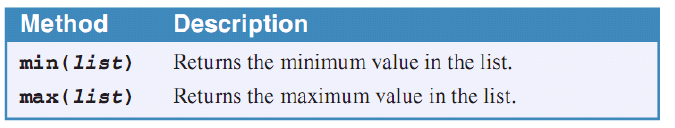 Method Description
min(list) Returns the minimum value in the list.
max(list) Returns the maximum value in the list.